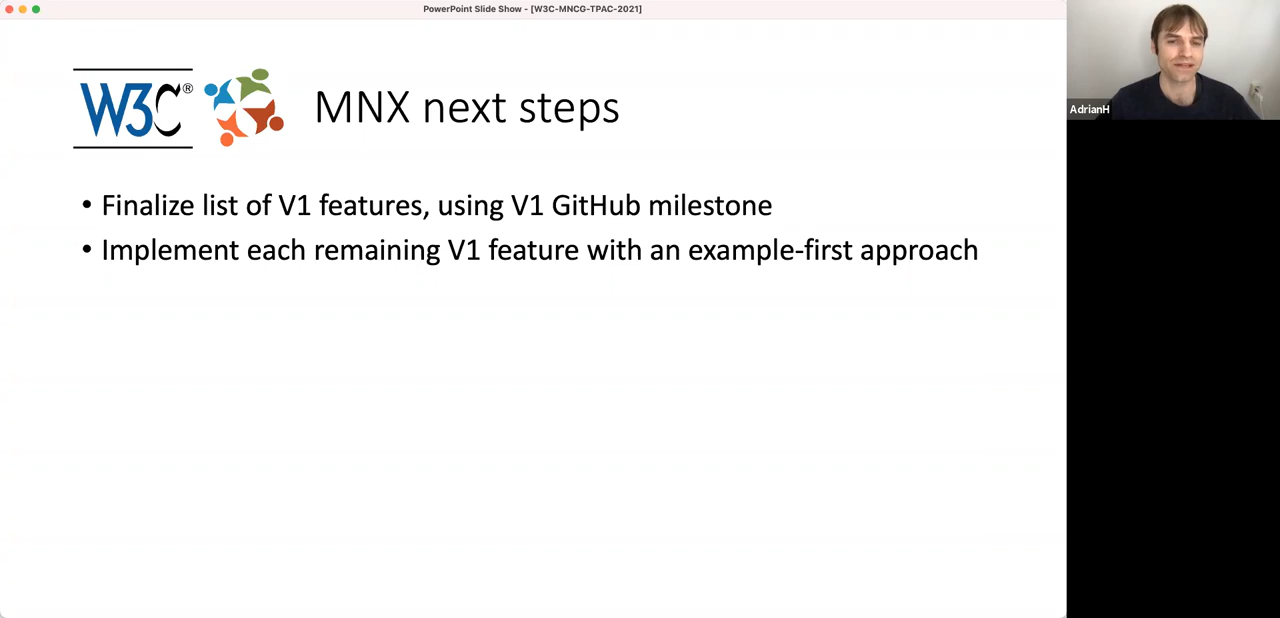 PowerPoint Slide Show - [W3C-MNCG-TPAC-2021]
W3C®
MNX next steps
• Finalize list of V1 features, using V1 GitHub milestone
• Implement each remaining V1 feature with an example-first approach
AdrianH